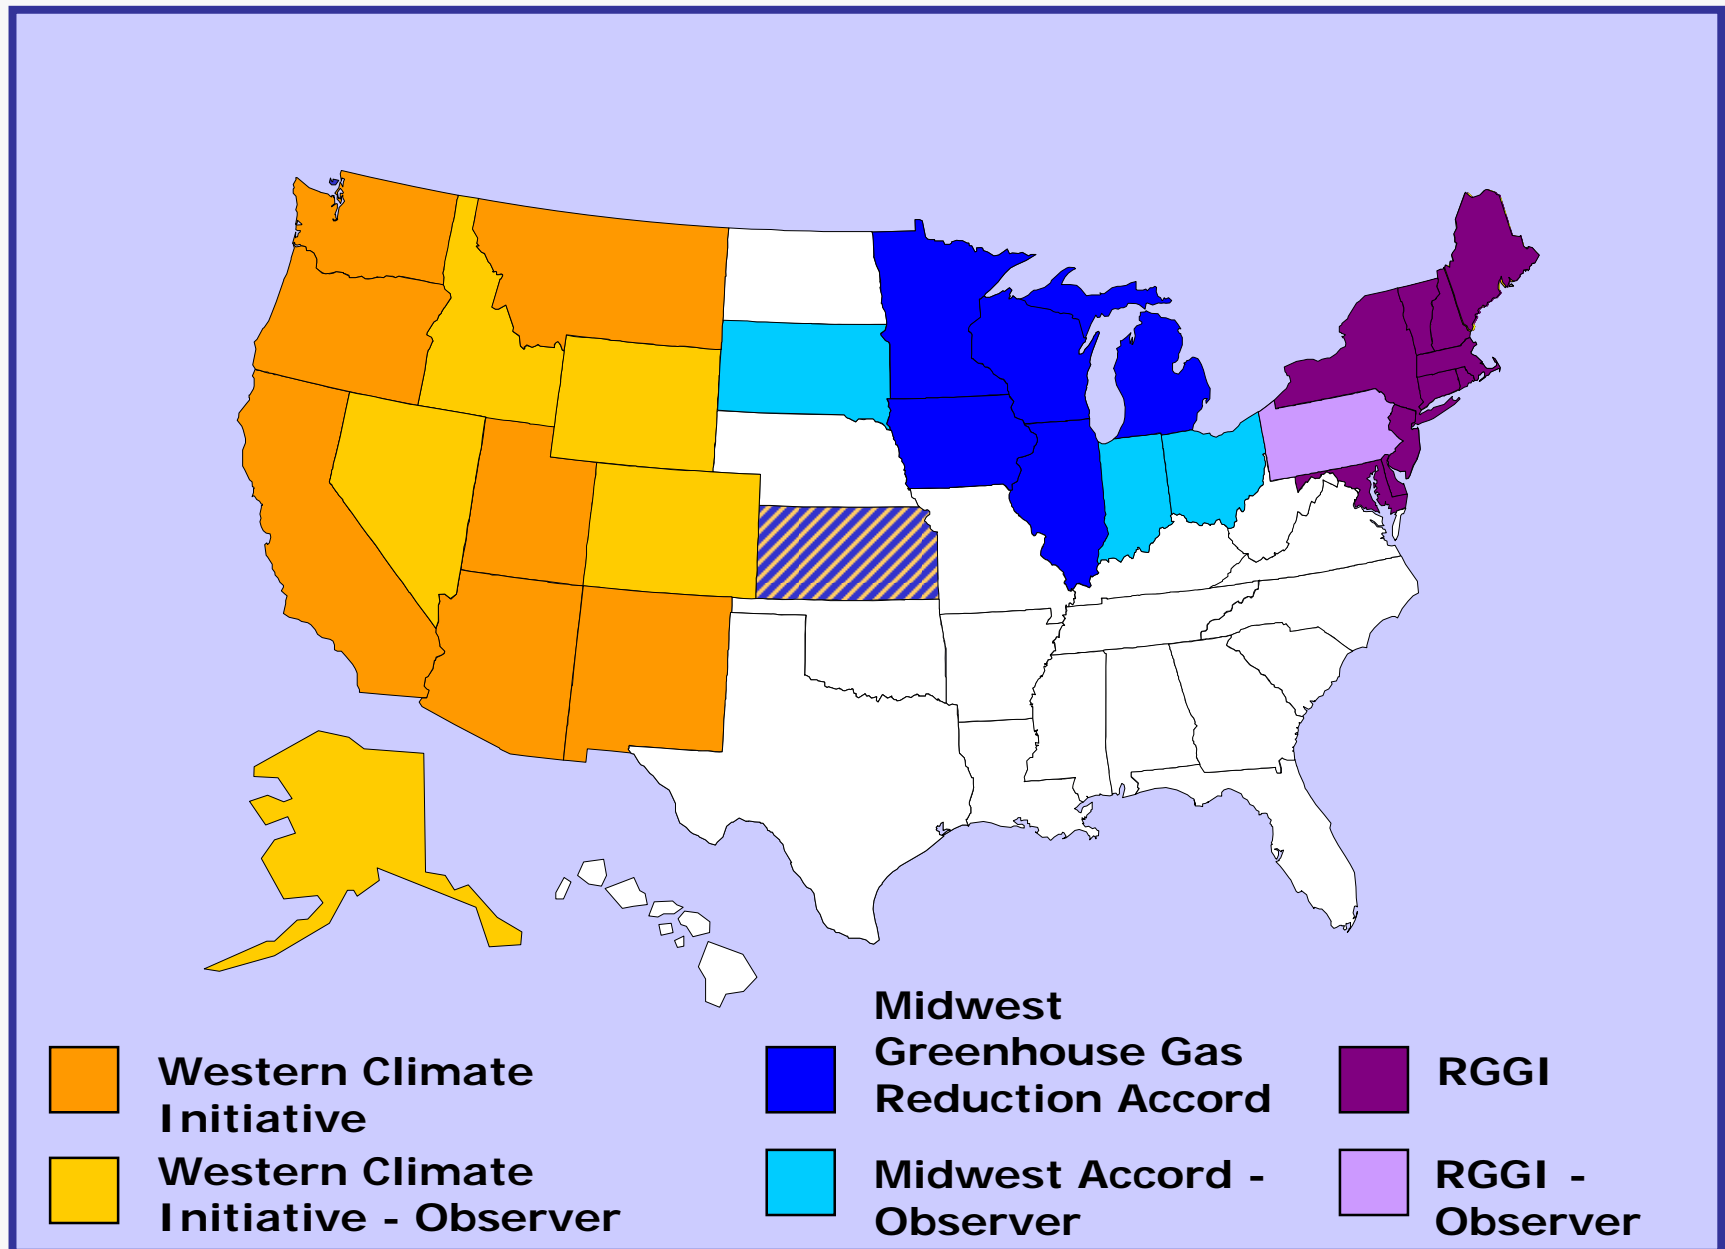 Western Climate
Initiative
Western Climate
Initiative - Observer
Midwest
Greenhouse Gas
Reduction Accord
Midwest Accord -
Observer
RGGI
RGGI -
Observer